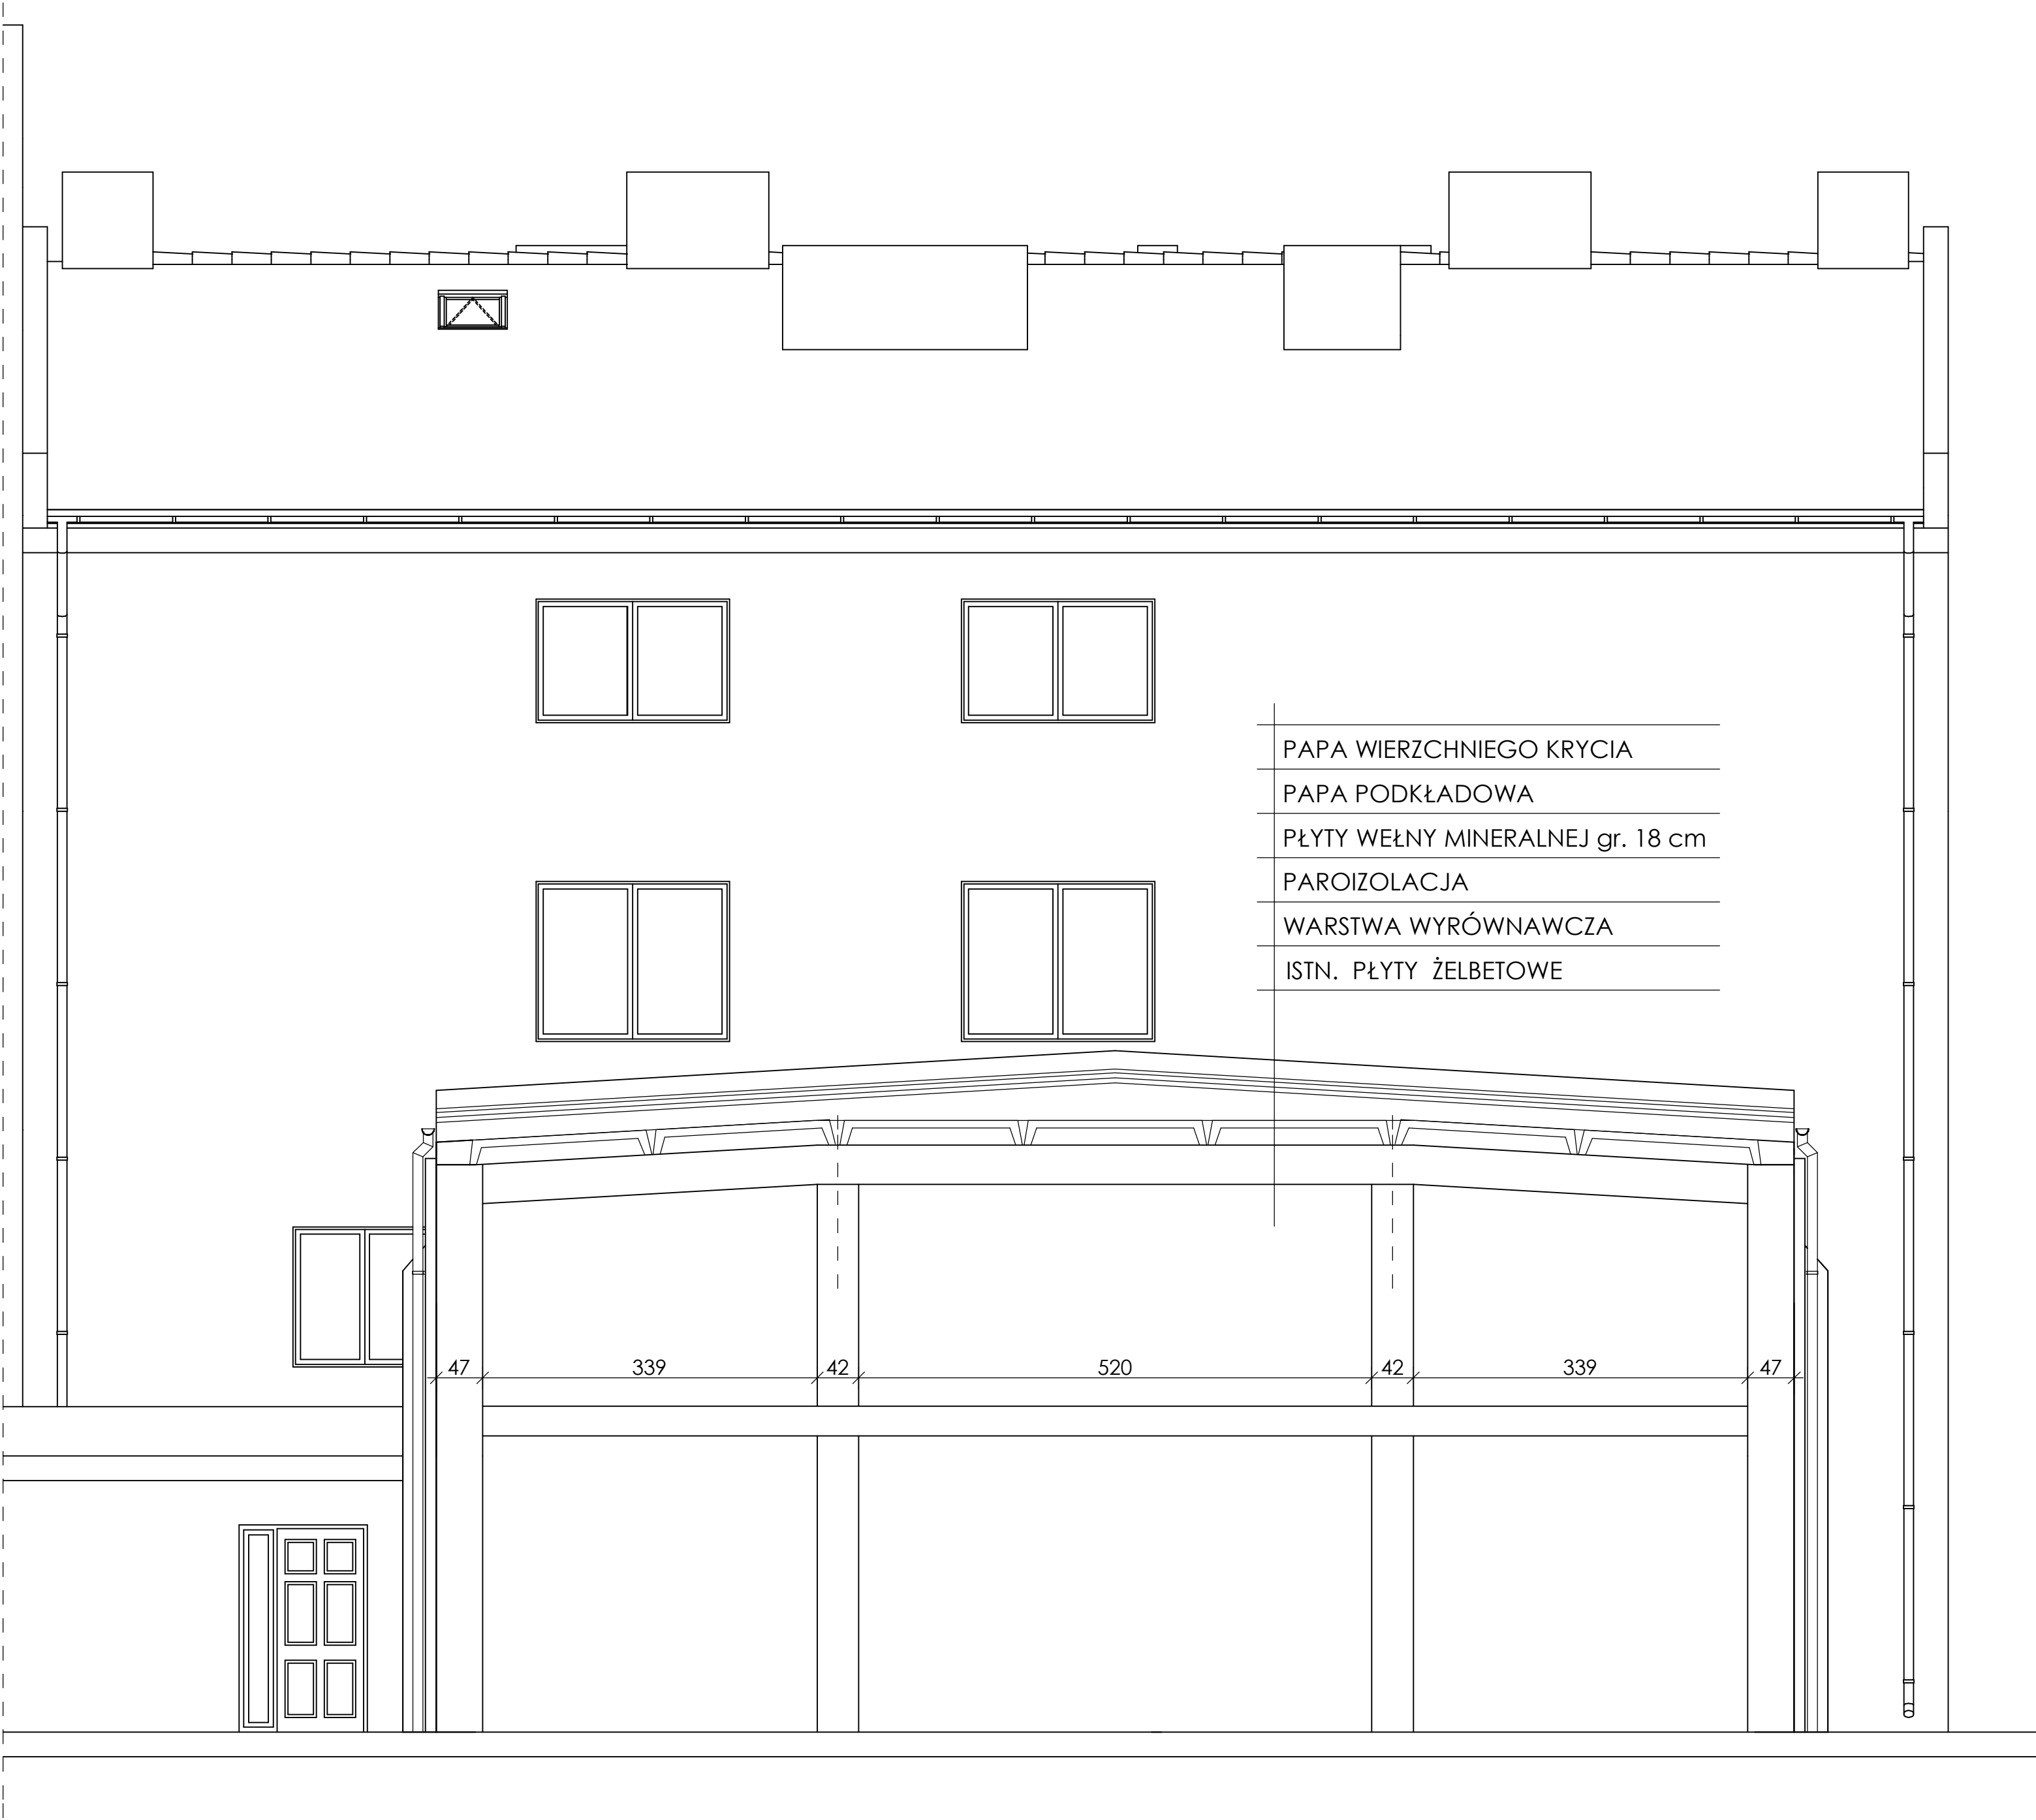 PAPA WIERZCHNIEGO KRYCIA
PAPA PODKŁADOWA
PŁYTY WEŁNY MINERALNEJ gr. 18 cm
PAROIZOLACJA
WARSTWA WYRÓWNAWCZA
ISTN. PŁYTY ŻELBETOWE
47 339 42 520 42 339 47